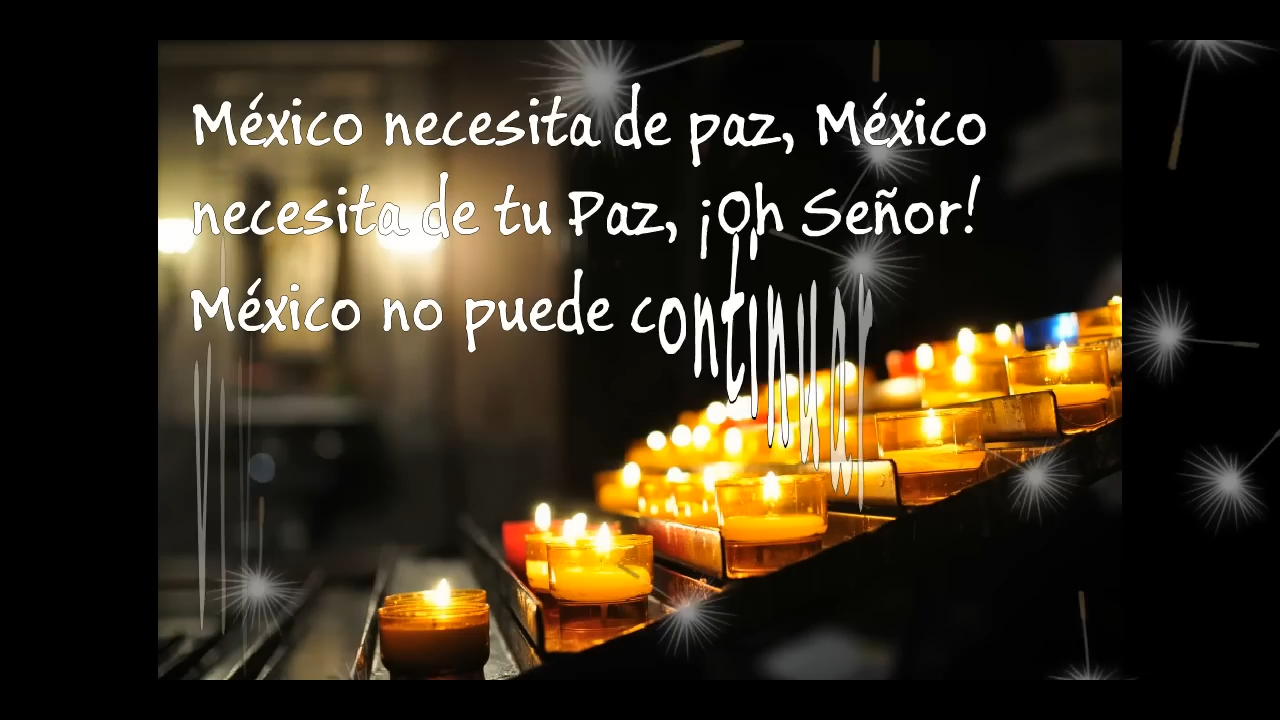 México necesita de paz, México
necesita de tu Paz, ¡Oh Señor!
México no puede continuar